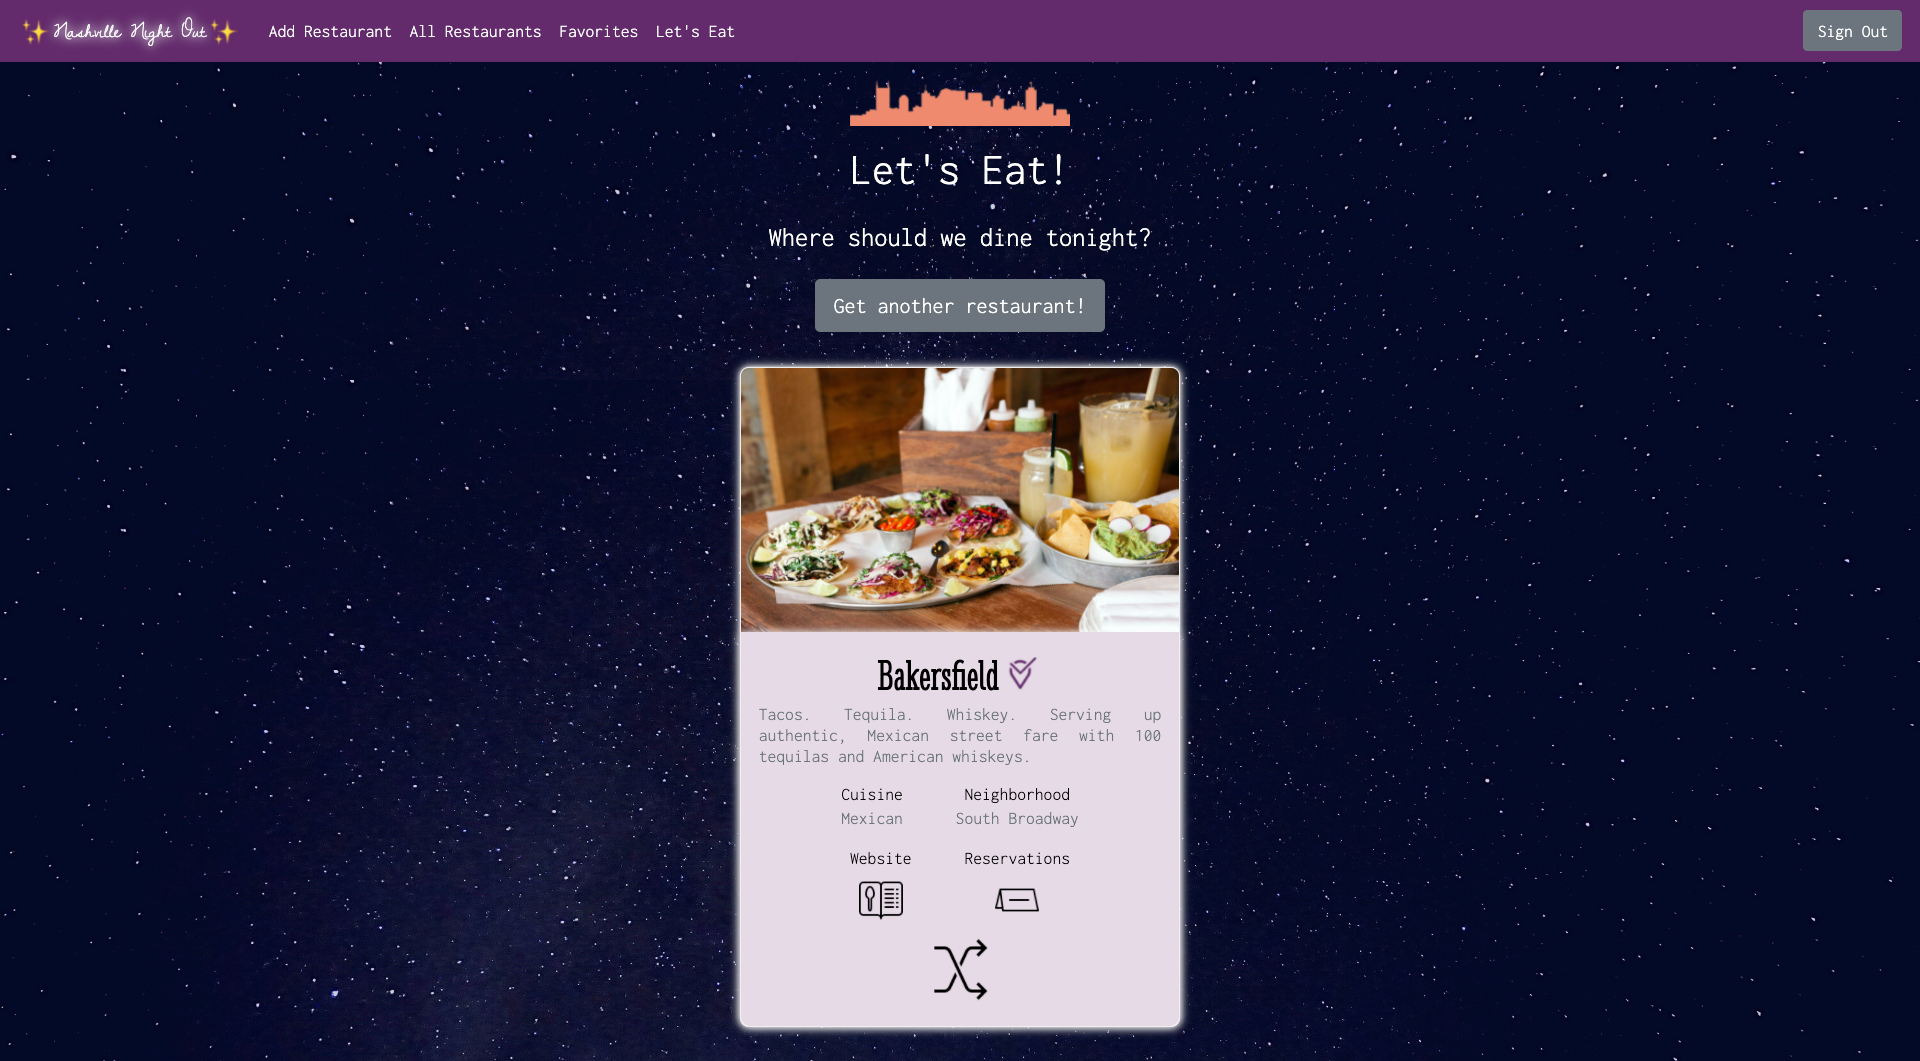 Nashville Night Out
Add Restaurant
All Restaurants
Favorites
Let's Eat
Sign Out
Let's Eat!
Where should we dine tonight?
Get another restaurant!
Bakersfield
Tacos. Tequila. Whiskey. Serving up
authentic, Mexican street fare with 100
tequilas and American whiskeys.
Cuisine
Neighborhood
Mexican
South Broadway
Website
Reservations